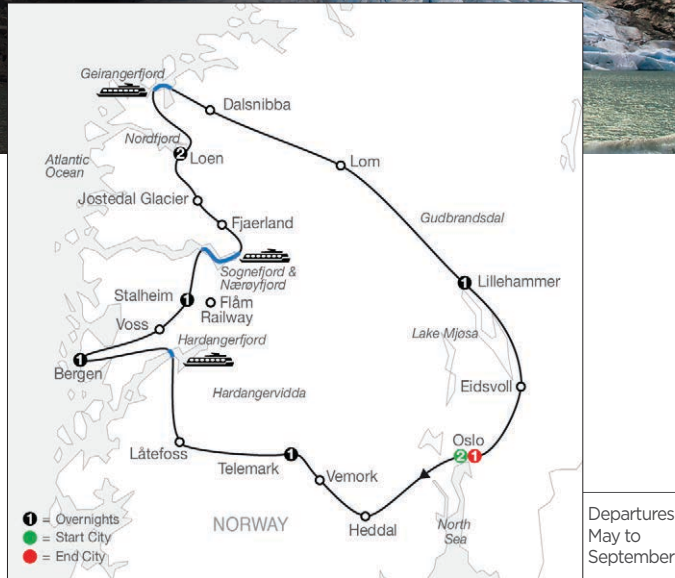 Geirangerfjord
Dalsnibba
Nordfjord
2 Loen
Lom
Atlantic
Ocean
Jostedal Glacier
Gudbrandsdal
Fjaerland
Sognefjord &
Nærøyfjord
1 Lillehammer
Stalheim 1
Flåm
Railway
Voss
Lake Mjøsa
Hardangerfjord
1
Bergen
Eidsvoll
Hardangervidda
Oslo
2 1
Låtefoss
1
Telemark
Vemork
Heddal
North
Sea
NORWAY
1 = Overnights
= Start City
= End City
Departures
May to
September